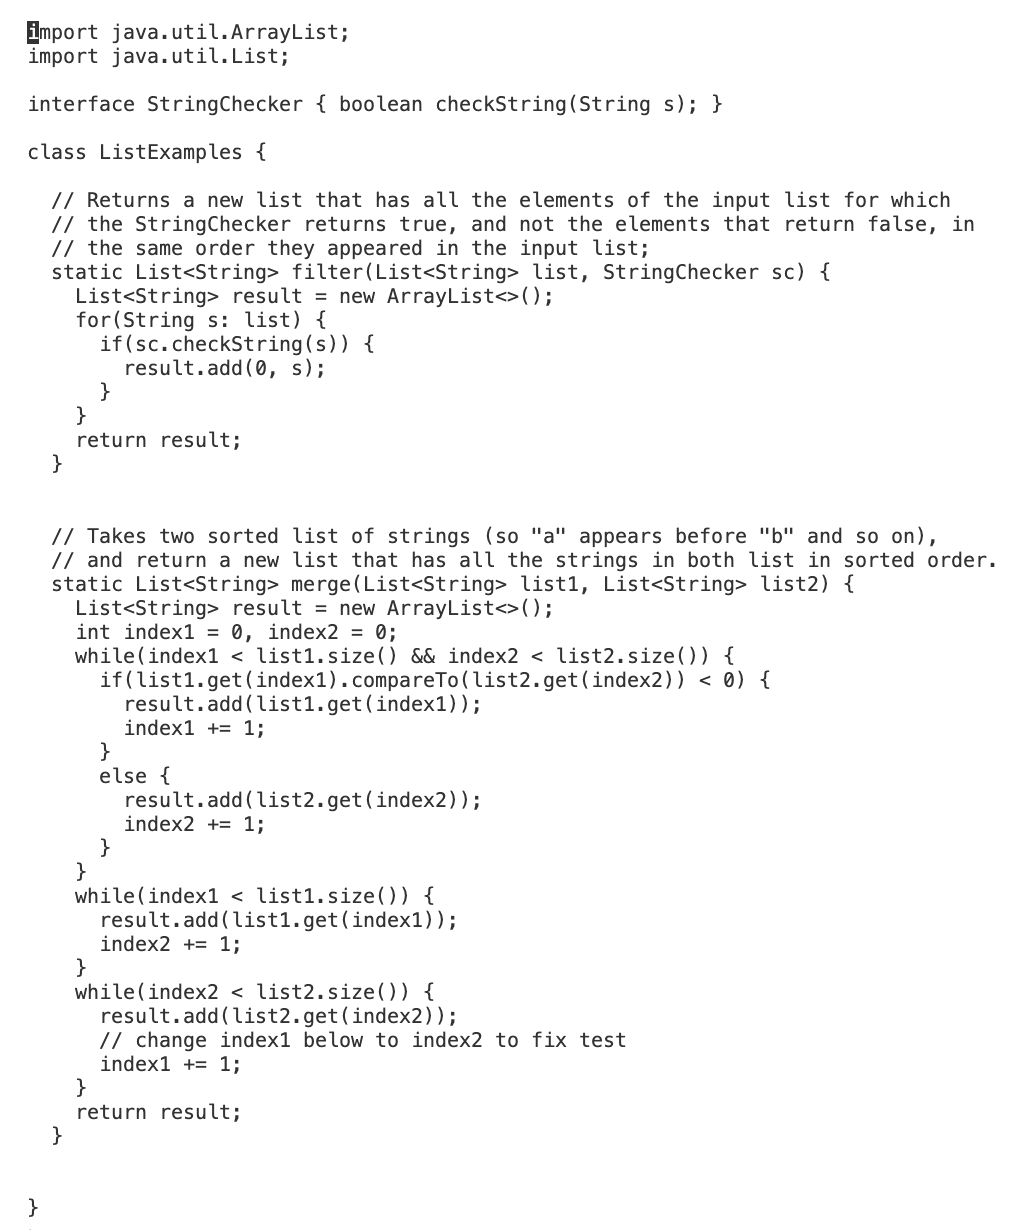 import java.util.ArrayList;
import java.util.List;

interface StringChecker { boolean checkString(String s); }

class ListExamples {

  // Returns a new list that has all the elements of the input list for which
  // the StringChecker returns true, and not the elements that return false, in
  // the same order they appeared in the input list;
  static List<String> filter(List<String> list, StringChecker sc) {
    List<String> result = new ArrayList<>();
    for(String s: list) {
      if(sc.checkString(s)) {
        result.add(0, s);
      }
    }
    return result;
  }


  // Takes two sorted list of strings (so "a" appears before "b" and so on),
  // and return a new list that has all the strings in both list in sorted order.
  static List<String> merge(List<String> list1, List<String> list2) {
    List<String> result = new ArrayList<>();
    int index1 = 0, index2 = 0;
    while(index1 < list1.size() && index2 < list2.size()) {
      if(list1.get(index1).compareTo(list2.get(index2)) < 0) {
        result.add(list1.get(index1));
        index1 += 1;
      }
      else {
        result.add(list2.get(index2));
        index2 += 1;
      }
    }
    while(index1 < list1.size()) {
      result.add(list1.get(index1));
      index2 += 1;
    }
    while(index2 < list2.size()) {
      result.add(list2.get(index2));
      // change index1 below to index2 to fix test
      index1 += 1;
    }
    return result;
  }


}